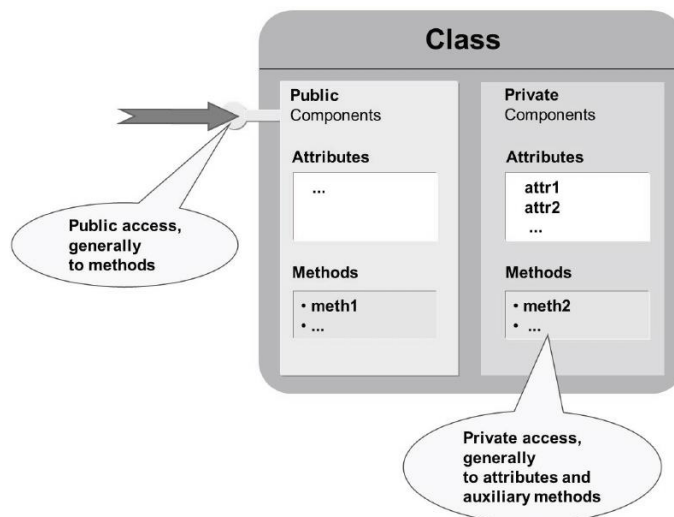 Class
Public
Components
Attributes
...
Methods
• meth1
• ...
Private
Components
Attributes
attr1
attr2
...
Methods
• meth2
• ...
Public access,
generally
to methods
Private access,
generally
to attributes and
auxiliary methods